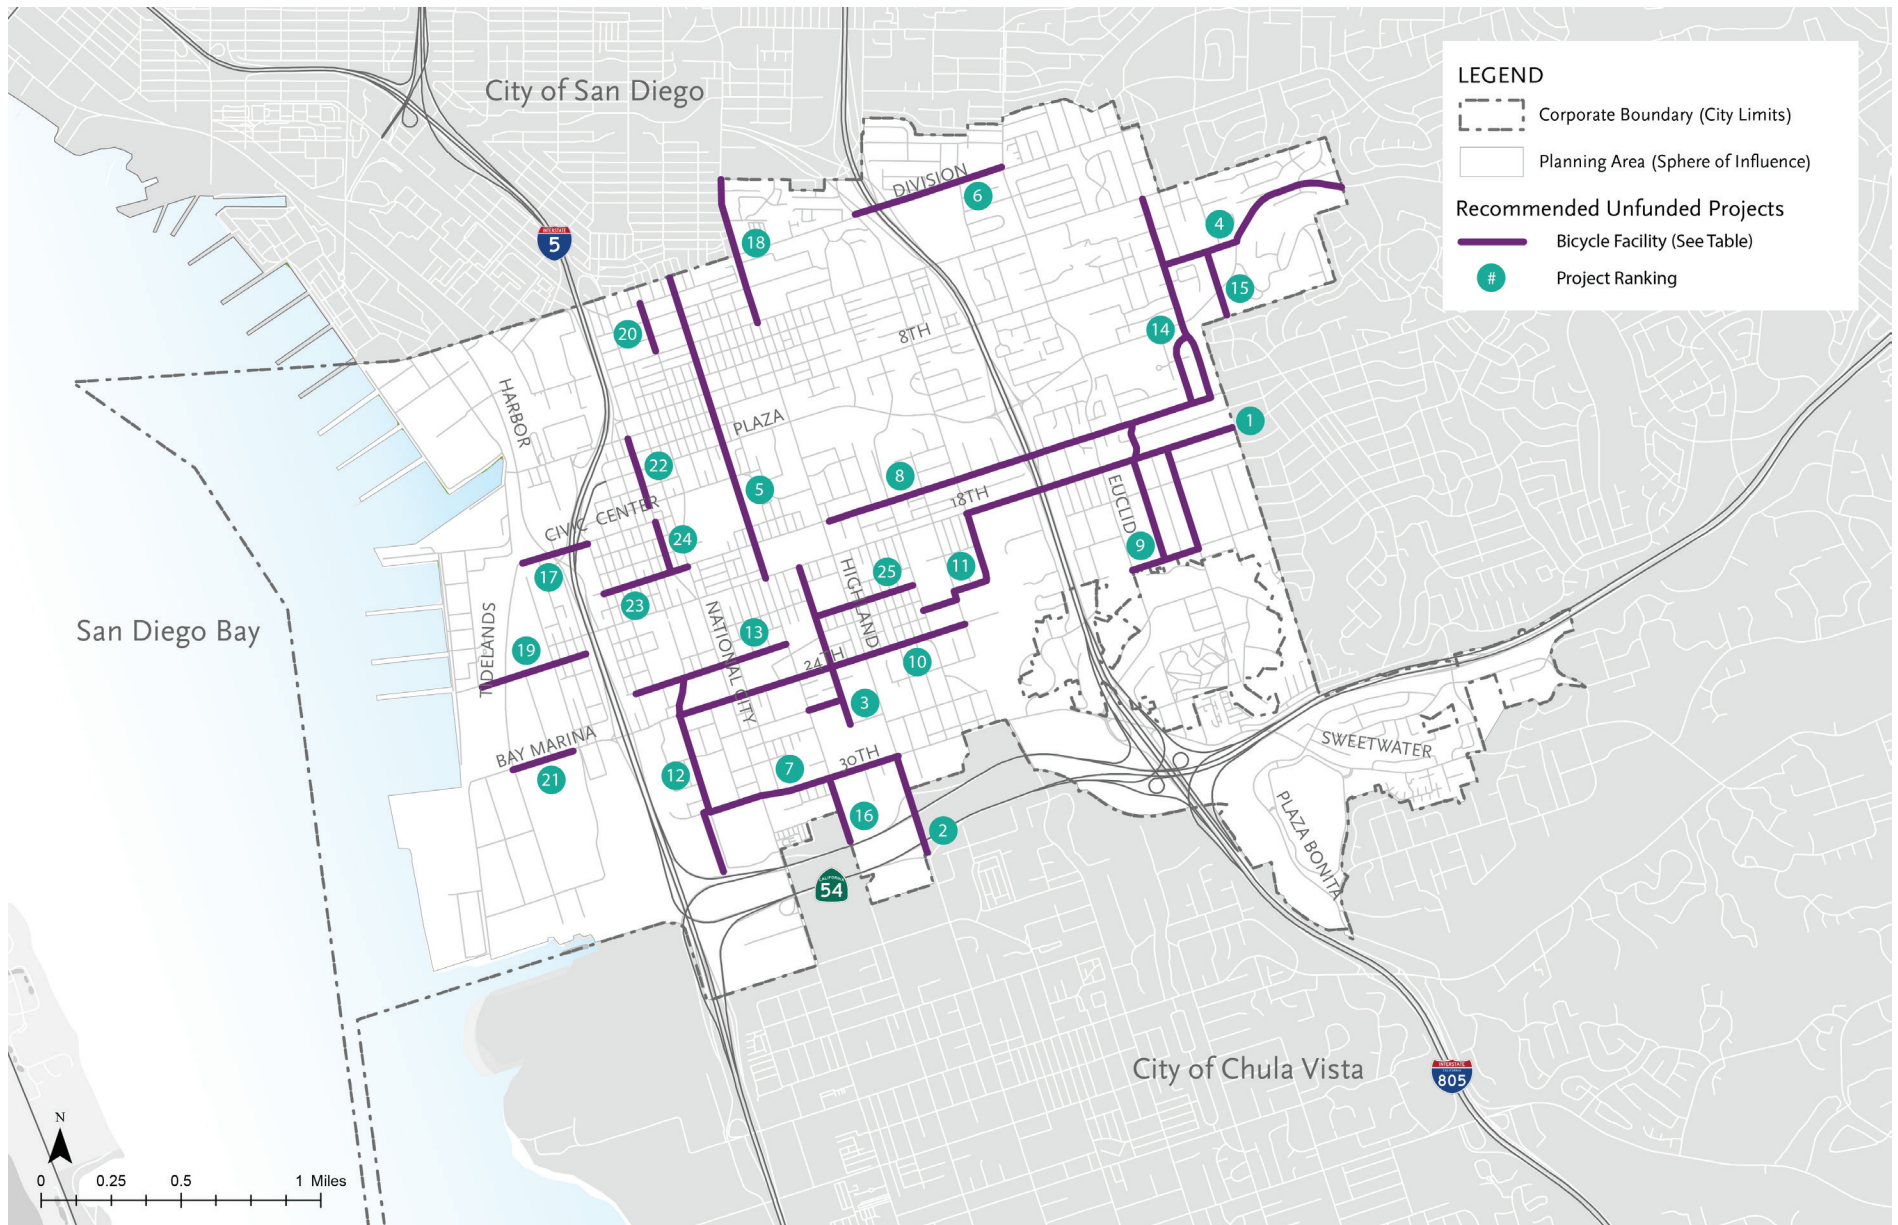 City of San Diego
LEGEND
Corporate Boundary (City Limits)
Planning Area (Sphere of Influence)
Recommended Unfunded Projects
Bicycle Facility (See Table)
# Project Ranking
DIVISION
6
4
18
INTERSTATE
5
15
20
14
8TH
HARBOR
PLAZA
1
22
8
5
18TH
EUCLID
CIVIC CENTER
24
9
17
HIGHLAND
25
11
23
TIDELANDS
NATIONAL CITY
13
San Diego Bay
19
24TH
10
3
BAY MARINA
SWEETWATER
21
12
7
30TH
16
2
PLAZA BONITA
CALIFORNIA
54
City of Chula Vista
INTERSTATE
CALIFORNIA
805
N
0 0.25 0.5 1 Miles